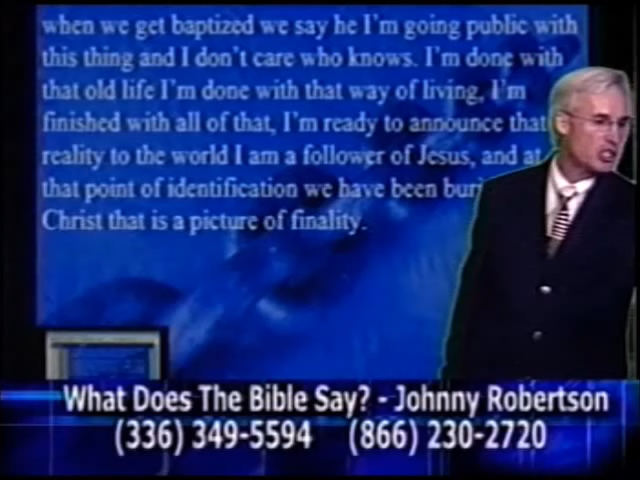 when we get baptized we say he I'm going public with
this thing and I don't care who knows. I'm done with
that old life I'm done with that way of living, I'm
finished with all of that, I'm ready to announce that
reality to the world I am a follower of Jesus, and at
that point of identification we have been buri
Christ that is a picture of finality.
What Does The Bible Say? - Johnny Robertson
(336) 349-5594 (866) 230-2720